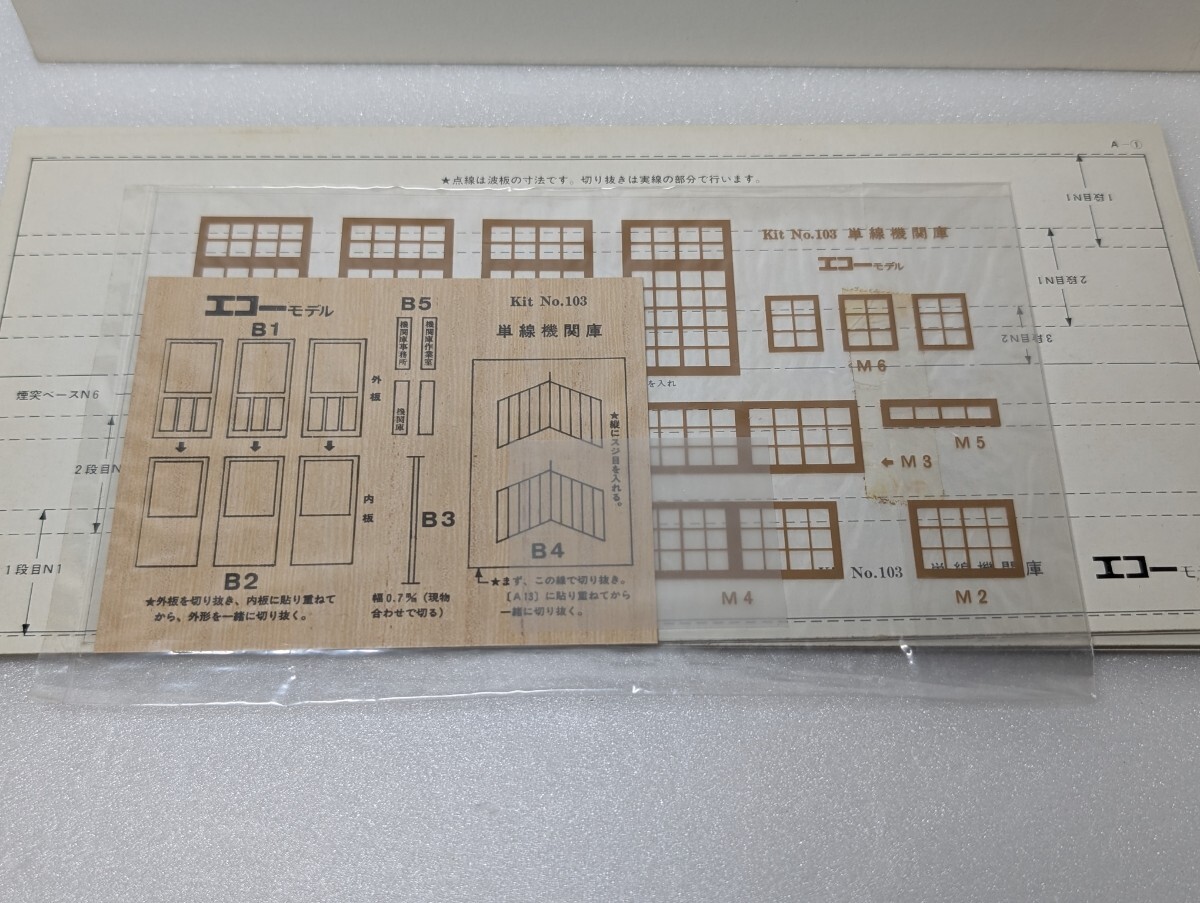 A-①
★点線は波板の寸法です。切り抜きは実線の部分で行います。
1段目N1
2段目N1
3段目N2
Kit No.103 単線機関庫
エコーモデル
M6
M5
←M3
M4
M2
No.103 単線機関庫
を入れ
煙突ベースN6
2段目N
1段目N1
エコーモ
エコーモデル
B1
B5
Kit No.103
単線機関庫
機関庫事務所
機関庫作業室
機関庫
外板
内板
B2
B3
B4
★縦にスジ目を入れる。
★外板を切り抜き、内板に貼り重ねて
から、外形を一緒に切り抜く。
幅0.7㎜(現物
合わせで切る)
★まず、この線で切り抜き。
〔A13〕に貼り重ねてから
一緒に切り抜く。